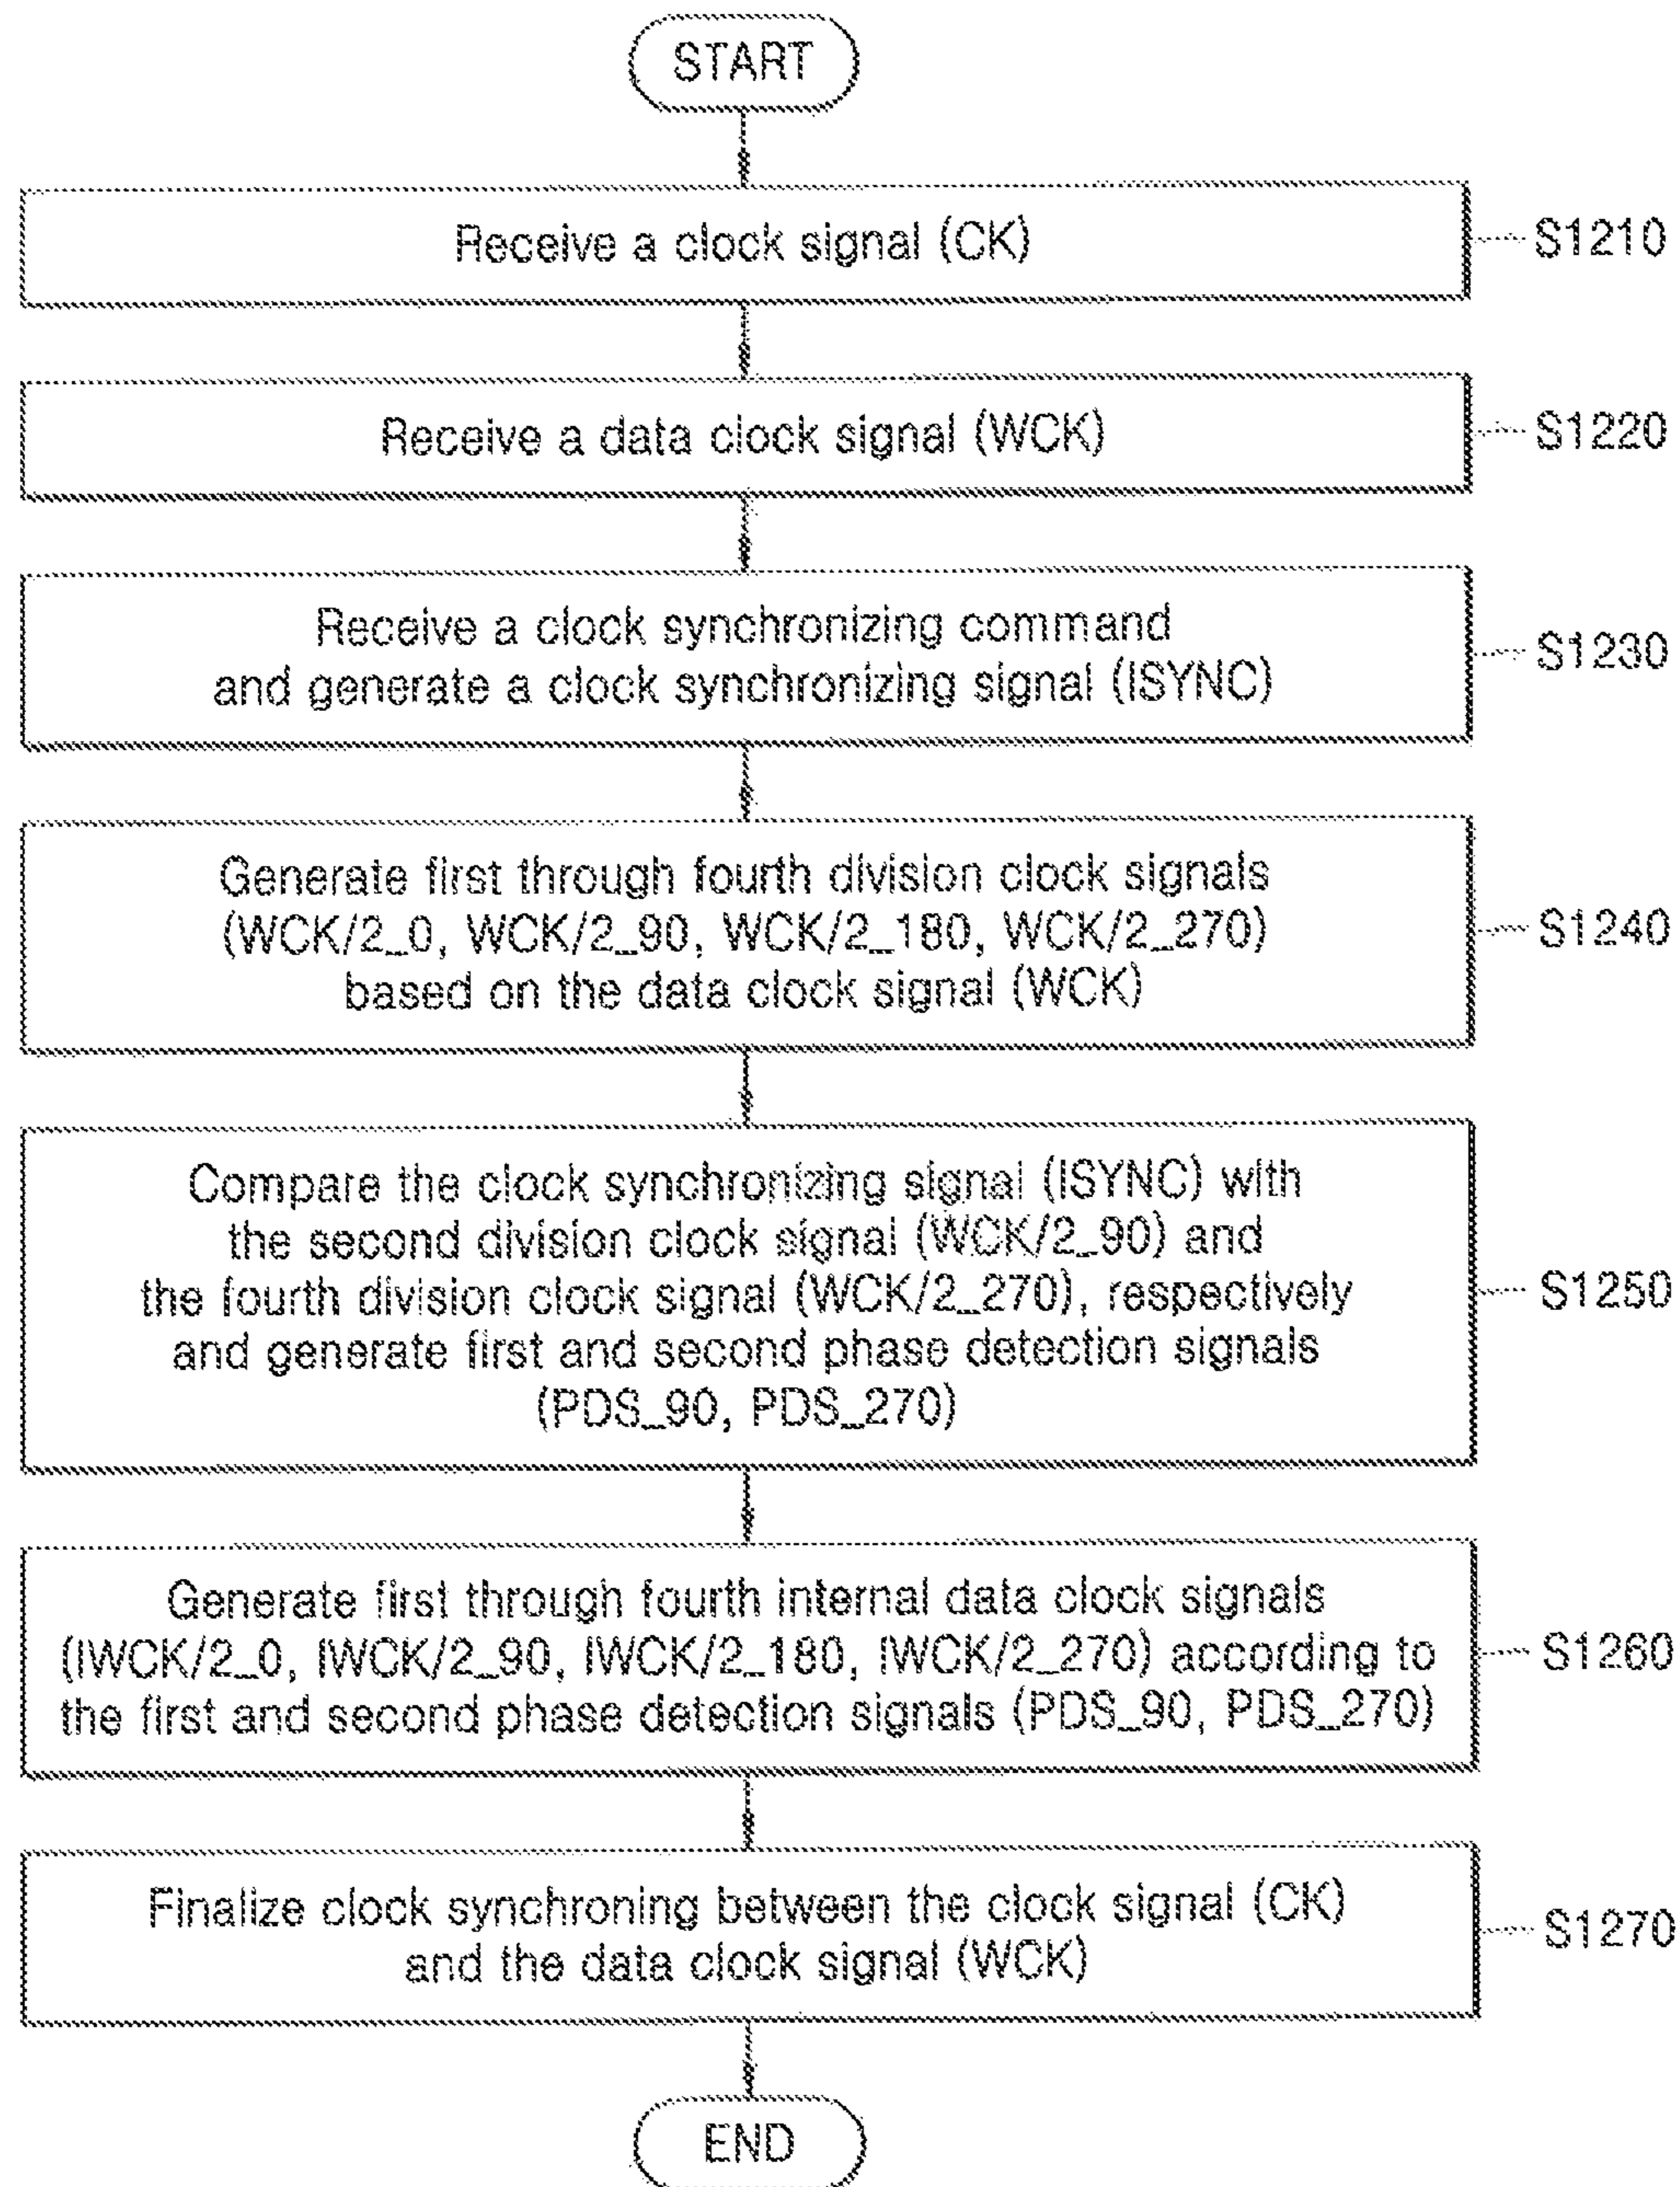 START
Receive a clock signal (CK)
S1210
Receive a data clock signal (WCK)
S1220
Receive a clock synchronizing command
and generate a clock synchronizing signal (ISYNC)
S1230
Generate first through fourth division clock signals
(WCK/2_0, WCK/2_90, WCK/2_180, WCK/2_270)
based on the data clock signal (WCK)
S1240
Compare the clock synchronizing signal (ISYNC) with
the second division clock signal (WCK/2_90) and
the fourth division clock signal (WCK/2_270), respectively
and generate first and second phase detection signals
(PDS_90, PDS_270)
S1250
Generate first through fourth internal data clock signals
(IWCK/2_0, IWCK/2_90, IWCK/2_180, IWCK/2_270) according to
the first and second phase detection signals (PDS_90, PDS_270)
S1260
Finalize clock synchroning between the clock signal (CK)
and the data clock signal (WCK)
S1270
END